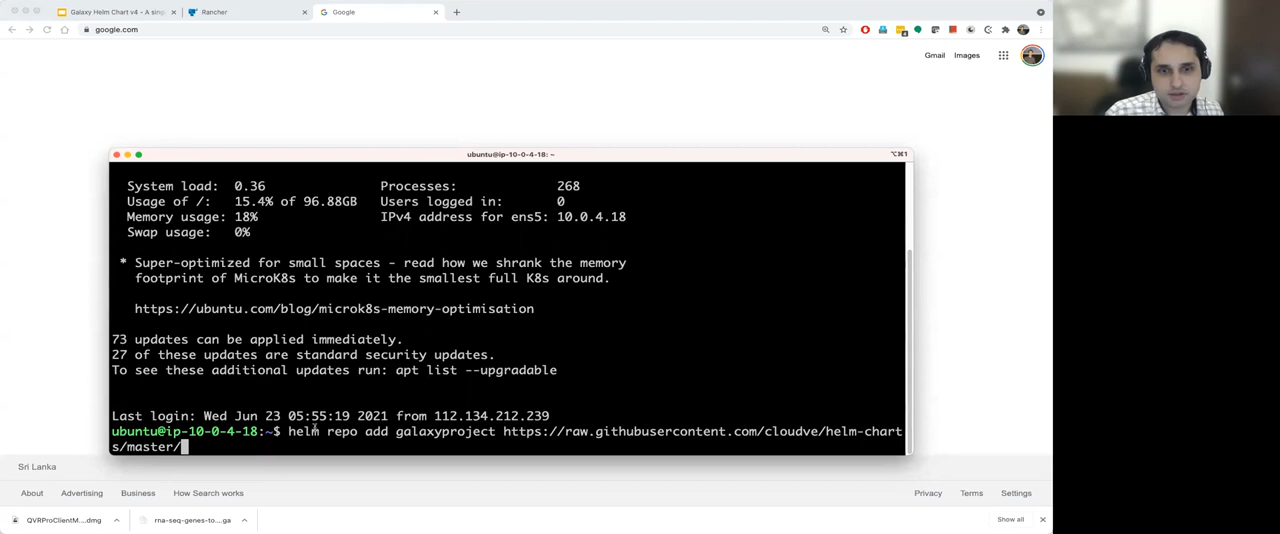 Galaxy Helm Chart v4 - A sing
Rancher
Google
google.com
Gmail
Images
ubuntu@ip-10-0-4-18: ~
⌥⌘1
System load: 0.36 Processes: 268
Usage of /: 15.4% of 96.88GB Users logged in: 0
Memory usage: 18% IPv4 address for ens5: 10.0.4.18
Swap usage: 0%
* Super-optimized for small spaces - read how we shrank the memory
footprint of MicroK8s to make it the smallest full K8s around.
https://ubuntu.com/blog/microk8s-memory-optimisation
73 updates can be applied immediately.
27 of these updates are standard security updates.
To see these additional updates run: apt list --upgradable
Last login: Wed Jun 23 05:55:19 2021 from 112.134.212.239
ubuntu@ip-10-0-4-18:~$ helm repo add galaxyproject https://raw.githubusercontent.com/cloudve/helm-chart
s/master/
Sri Lanka
About Advertising Business How Search works Privacy Terms Settings
QVRProClientM....dmg rna-seq-genes-to....ga Show all